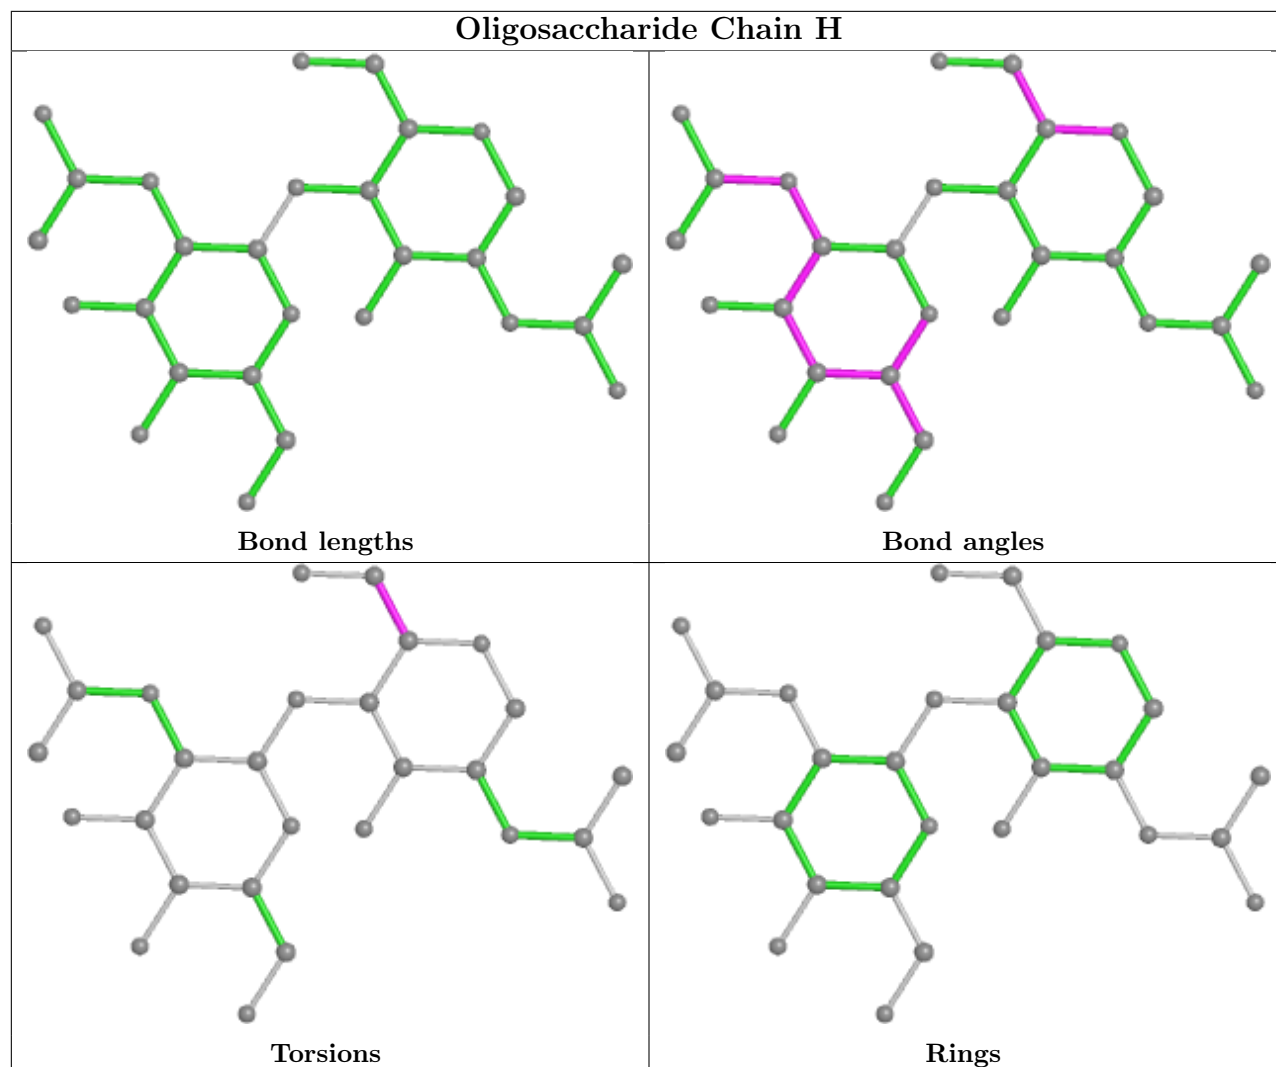 Oligosaccharide Chain H
Bond lengths
Bond angles
Torsions
Rings